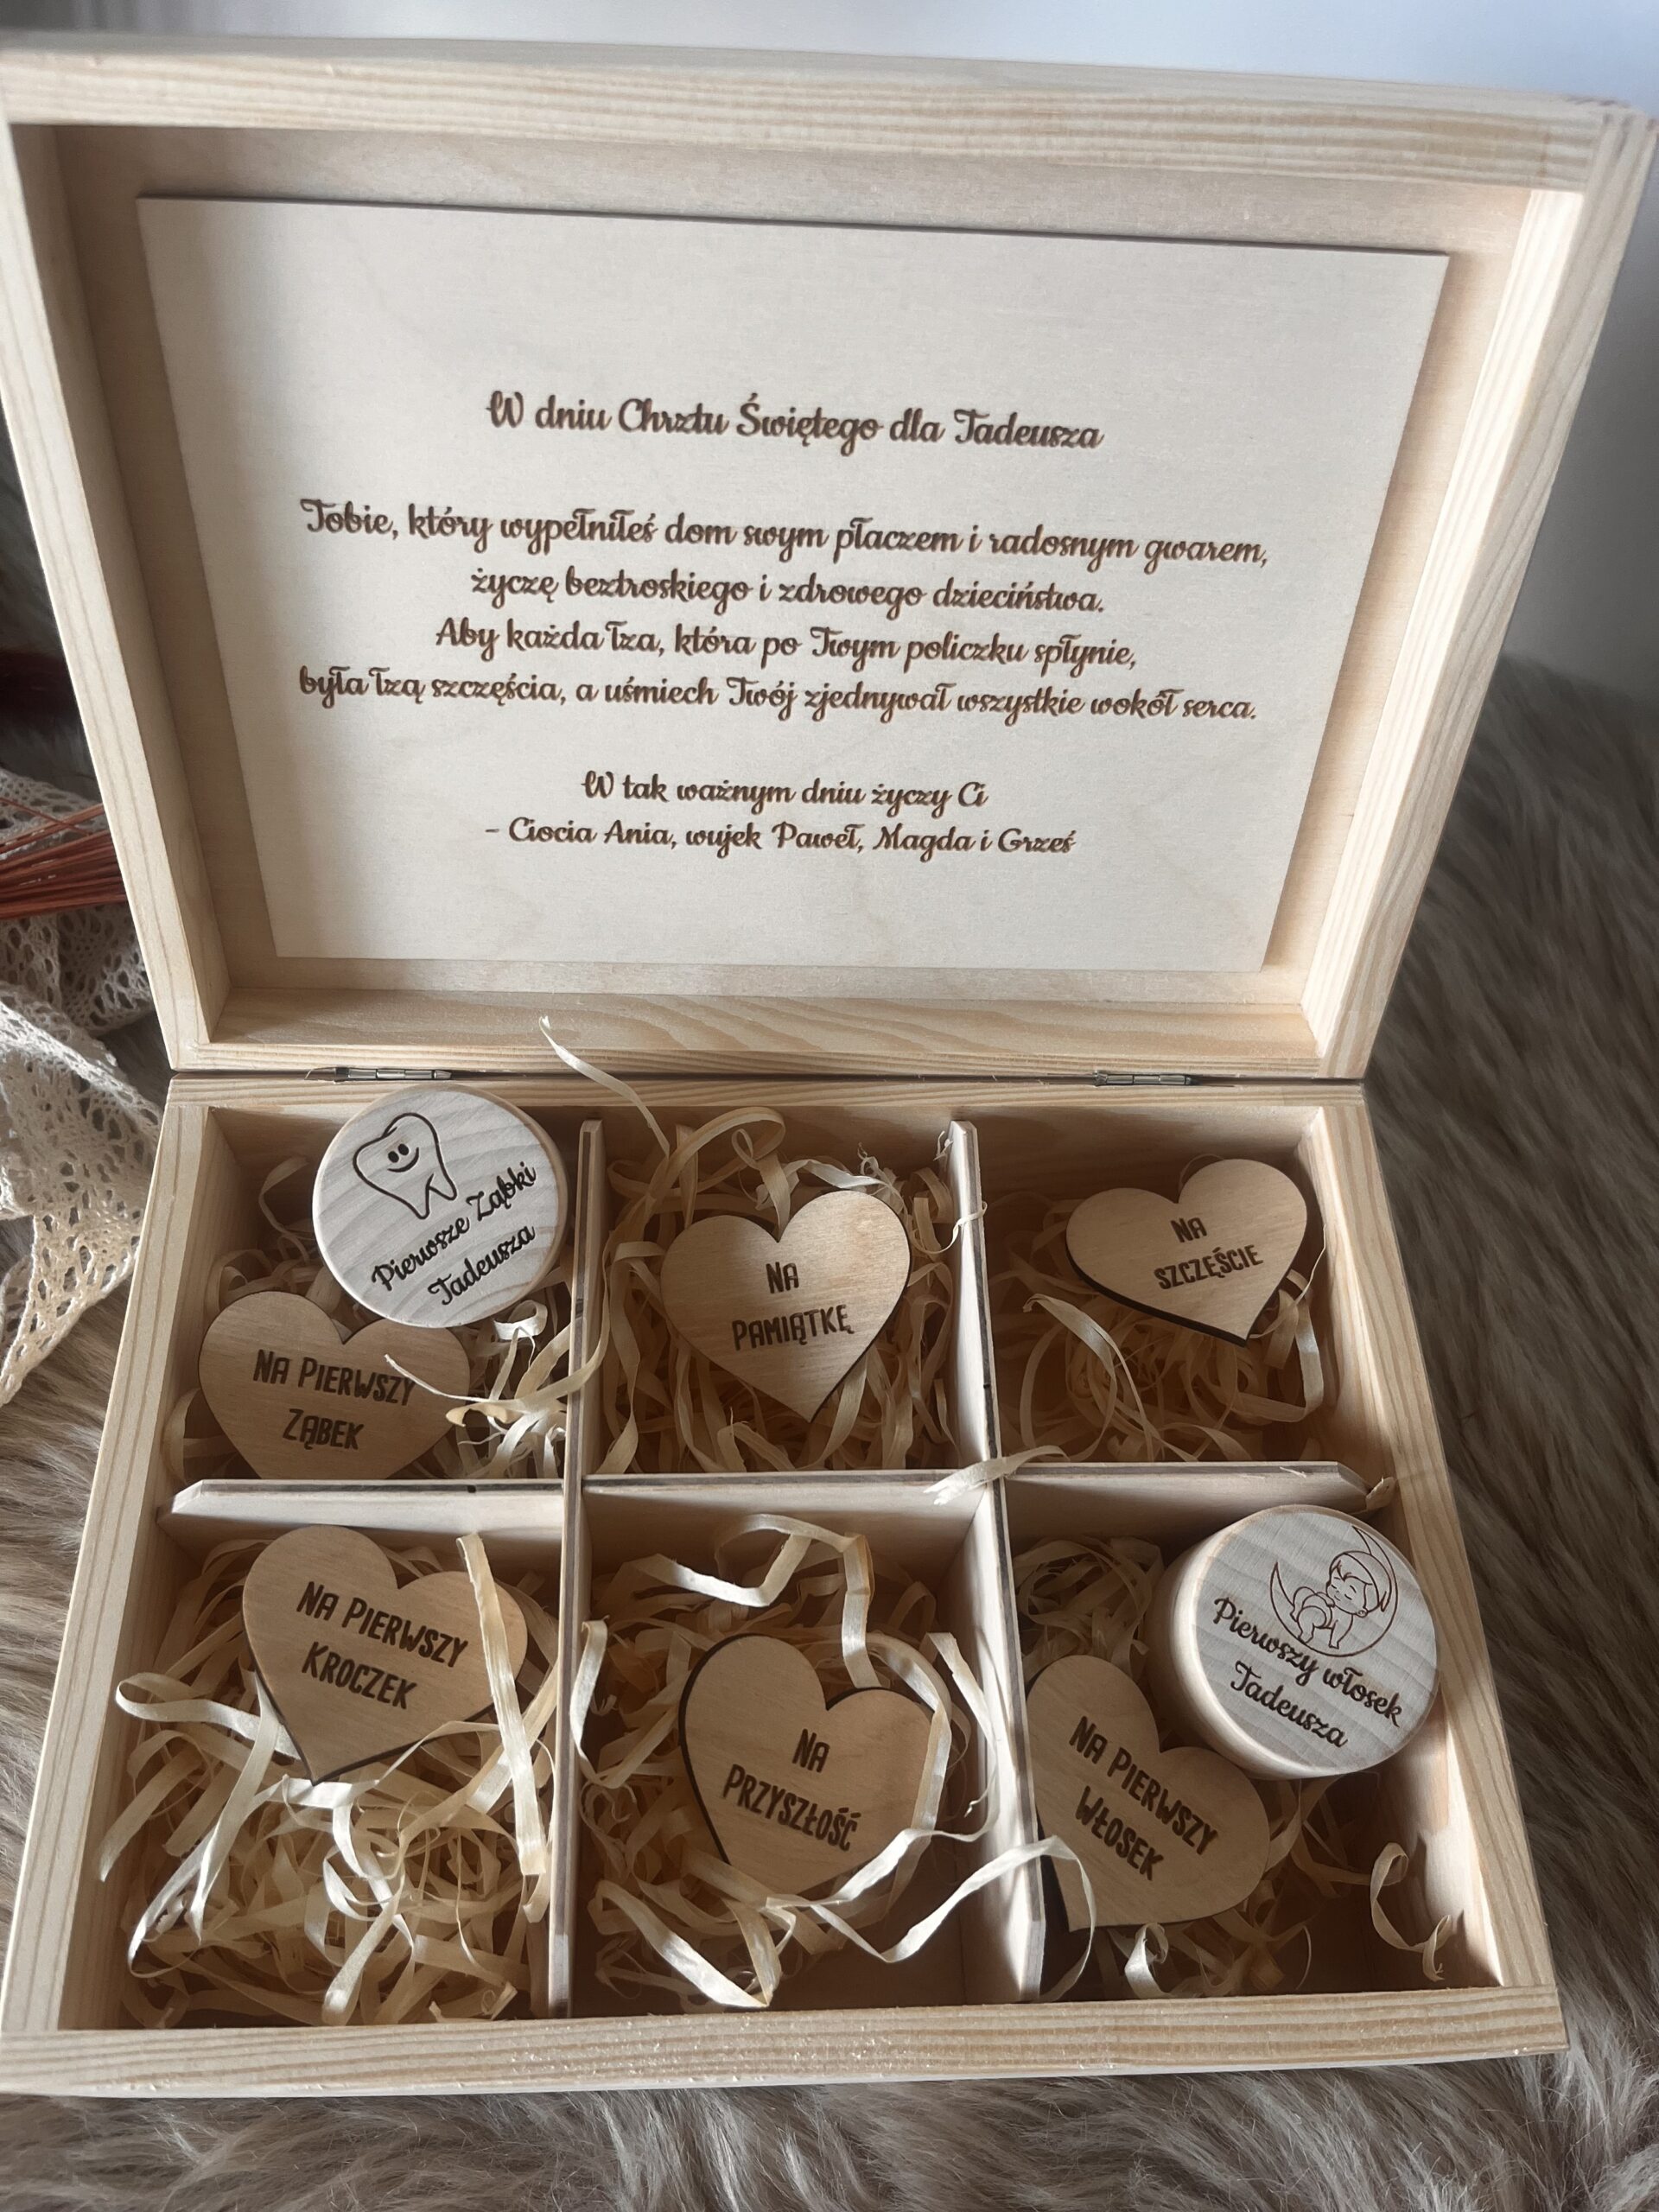 W dniu Chrztu Świętego dla Tadeusza
Tobie, który wypełniłeś dom swym płaczem i radosnym gwarem,
życzę beztroskiego i zdrowego dzieciństwa.
Aby każda łza, która po Twym policzku spłynie,
była łzą szczęścia, a uśmiech Twój zjednywał wszystkie wokół serca.
W tak ważnym dniu życzy Ci
- Ciocia Ania, wujek Paweł, Magda i Grześ
Pierwsze Ząbki
Tadeusza
NA PIERWSZY
ZĄBEK
NA
PAMIĄTKĘ
NA
SZCZĘŚCIE
NA PIERWSZY
KROCZEK
NA
PRZYSZŁOŚĆ
Pierwszy włosek
Tadeusza
NA PIERWSZY
WŁOSEK